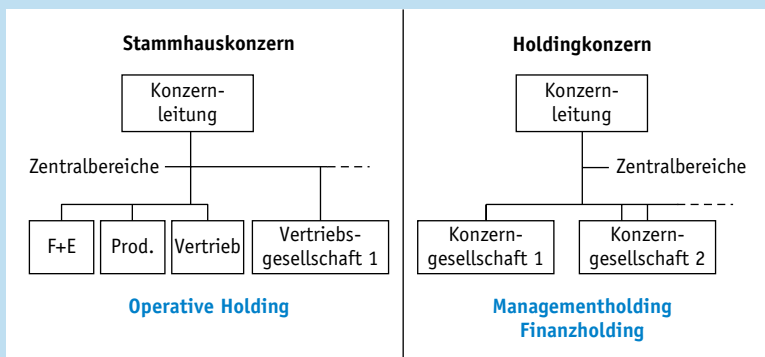 Stammhauskonzern
Konzern-
leitung
Zentralbereiche
F+E
Prod.
Vertrieb
Vertriebs-
gesellschaft 1
Operative Holding
Holdingkonzern
Konzern-
leitung
Zentralbereiche
Konzern-
gesellschaft 1
Konzern-
gesellschaft 2
Managementholding
Finanzholding